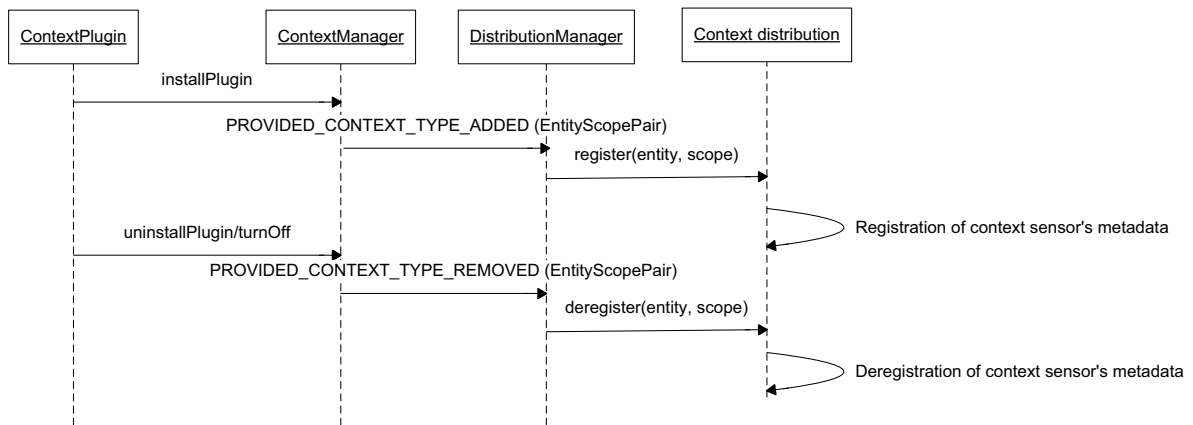 ContextPlugin
ContextManager
DistributionManager
Context distribution
installPlugin
PROVIDED_CONTEXT_TYPE_ADDED (EntityScopePair)
register(entity, scope)
Registration of context sensor's metadata
uninstallPlugin/turnOff
PROVIDED_CONTEXT_TYPE_REMOVED (EntityScopePair)
deregister(entity, scope)
Deregistration of context sensor's metadata